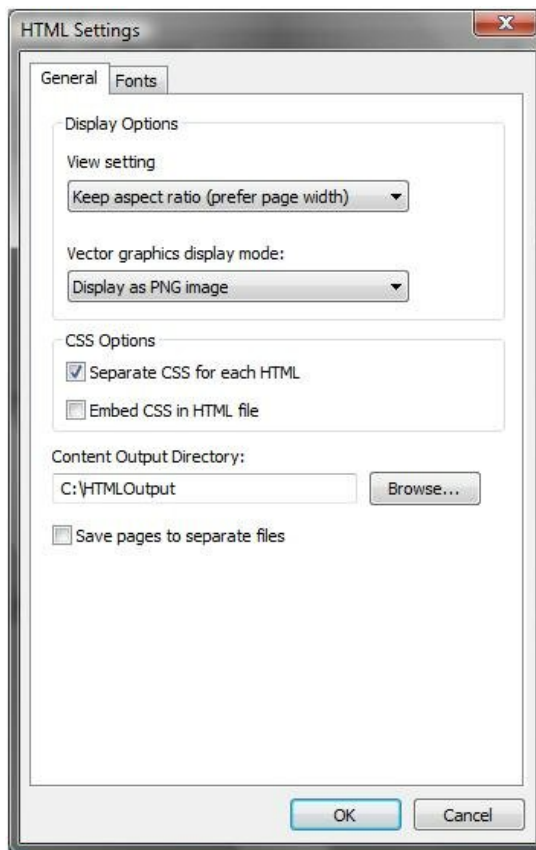 HTML Settings
General Fonts
Display Options
View setting
Keep aspect ratio (prefer page width)
Vector graphics display mode:
Display as PNG image
CSS Options
Separate CSS for each HTML
Embed CSS in HTML file
Content Output Directory:
C:\HTMLOutput Browse...
Save pages to separate files
OK Cancel